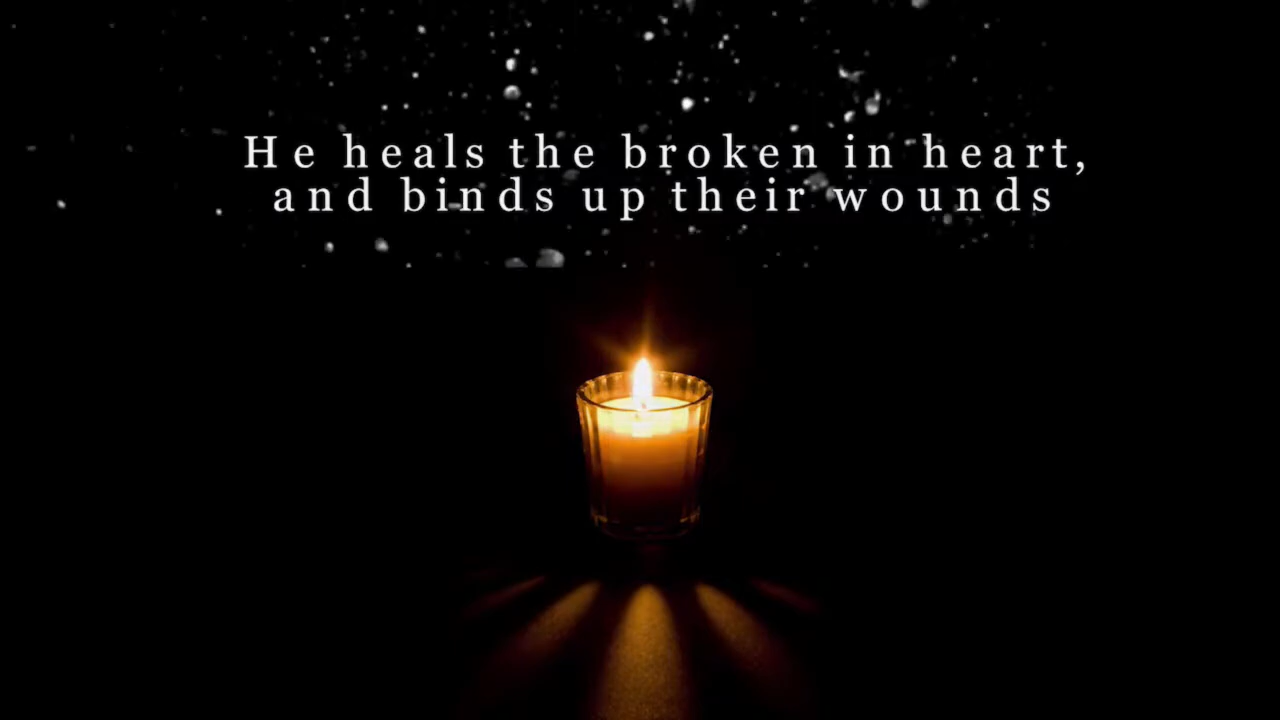 He heals the broken in heart,
and binds up their wounds